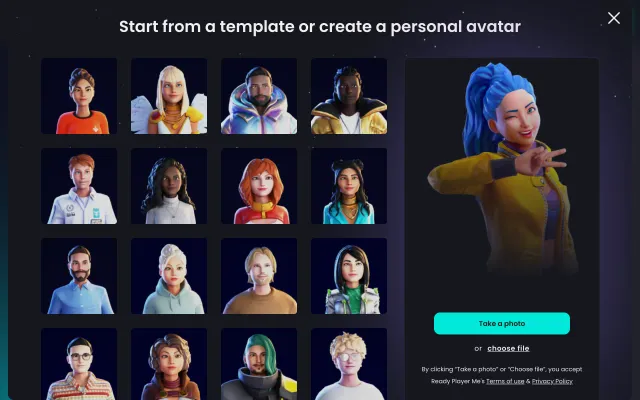 Start from a template or create a personal avatar
Take a photo
or choose file
By clicking "Take a photo" or "Choose file", you accept
Ready Player Me's Terms of use & Privacy Policy